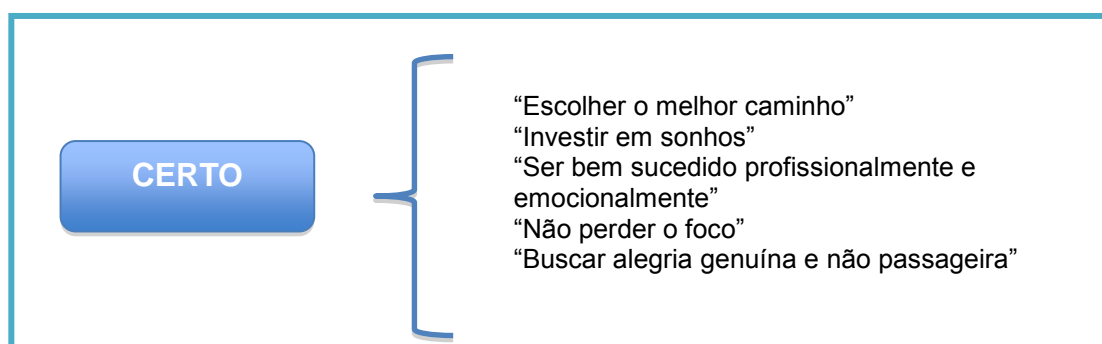 CERTO
“Escolher o melhor caminho”
“Investir em sonhos”
“Ser bem sucedido profissionalmente e
emocionalmente”
“Não perder o foco”
“Buscar alegria genuína e não passageira”